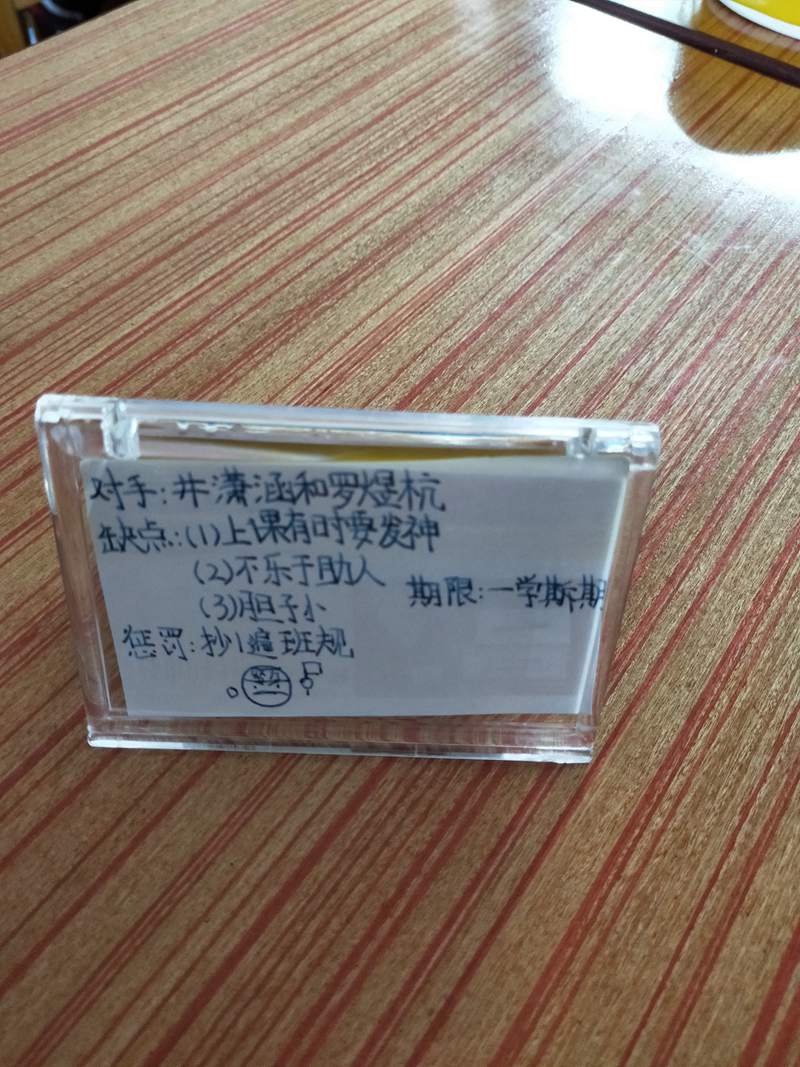 对手:井潇涵和罗煜杭
缺点:(1)上课有时要发神
(2)不乐于助人
(3)胆子小
期限:一学期
惩罚:抄1遍班规